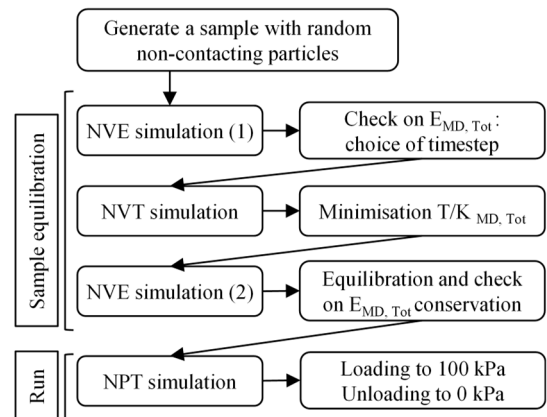 Generate a sample with random
non-contacting particles
Sample equilibration
NVE simulation (1)
Check on E MD, Tot :
choice of timestep
NVT simulation
Minimisation T/K MD, Tot
NVE simulation (2)
Equilibration and check
on E MD, Tot conservation
Run
NPT simulation
Loading to 100 kPa
Unloading to 0 kPa